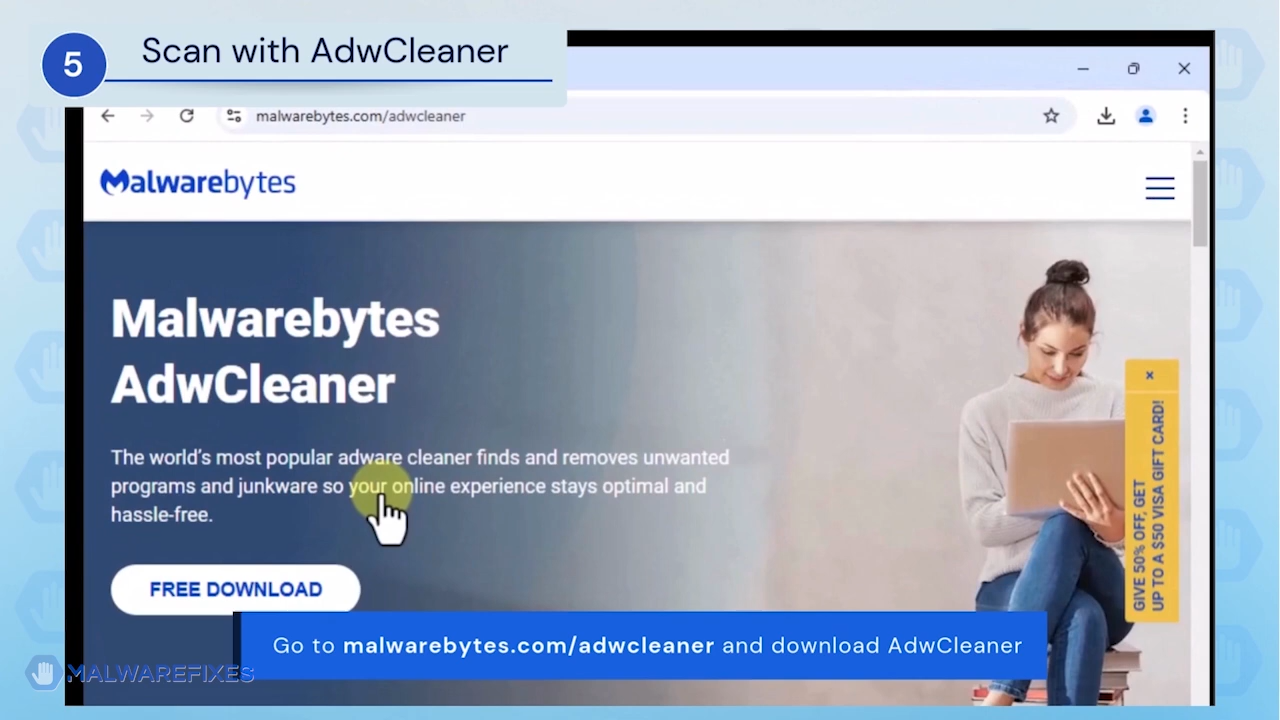 5
Scan with AdwCleaner
malwarebytes.com/adwcleaner
Malwarebytes
Malwarebytes
AdwCleaner
The world's most popular adware cleaner finds and removes unwanted
programs and junkware so your online experience stays optimal and
hassle-free.
FREE DOWNLOAD
GIVE 50% OFF, GET
UP TO A $50 VISA GIFT CARD!
Go to malwarebytes.com/adwcleaner and download AdwCleaner
MALWAREFIXES